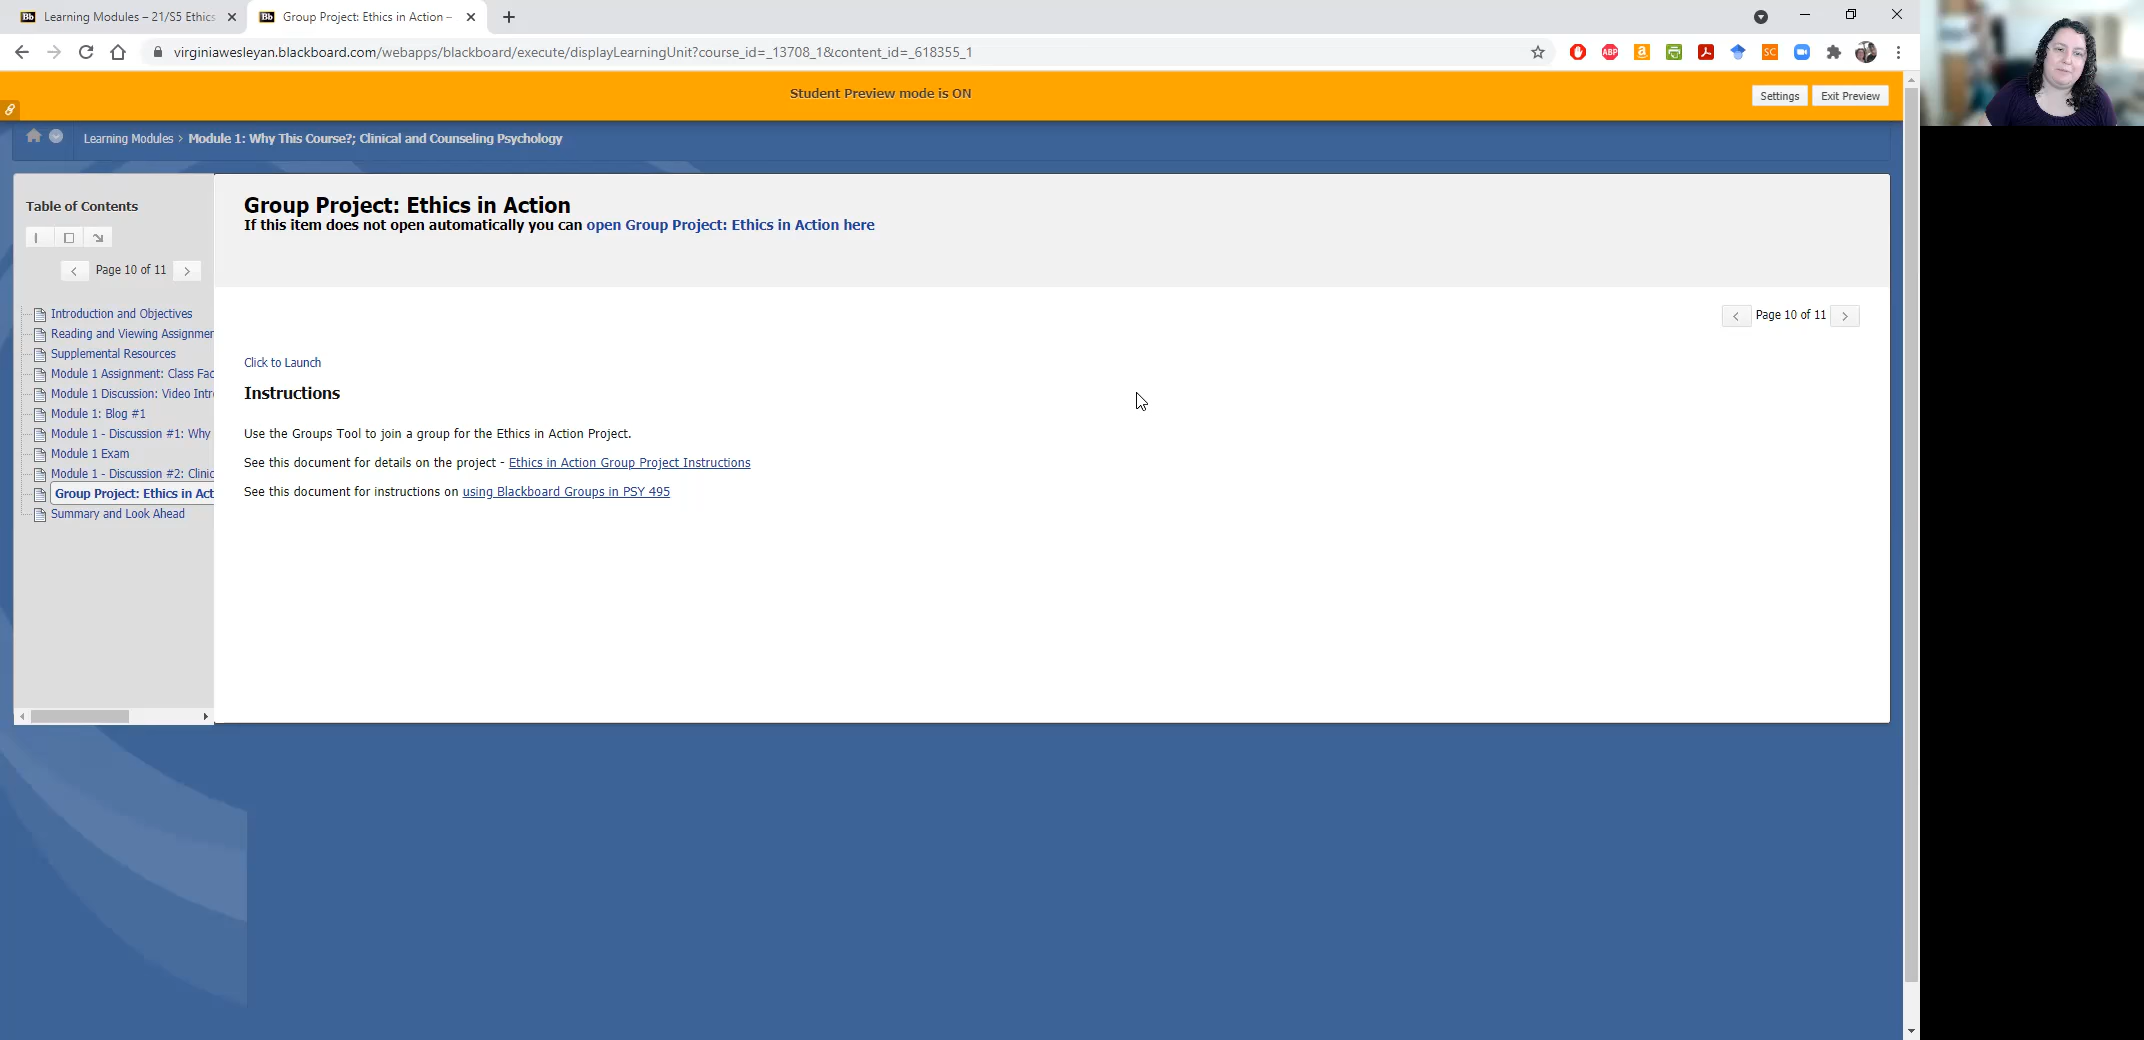 Learning Modules – 21/S5 Ethics
Group Project: Ethics in Action –
virginiawesleyan.blackboard.com/webapps/blackboard/execute/displayLearningUnit?course_id=_13708_1&content_id=_618355_1
Student Preview mode is ON
Settings
Exit Preview
Learning Modules > Module 1: Why This Course?; Clinical and Counseling Psychology
Table of Contents
Page 10 of 11
Introduction and Objectives
Reading and Viewing Assignmen
Supplemental Resources
Module 1 Assignment: Class Fac
Module 1 Discussion: Video Intro
Module 1: Blog #1
Module 1 - Discussion #1: Why
Module 1 Exam
Module 1 - Discussion #2: Clinic
Group Project: Ethics in Act
Summary and Look Ahead
Group Project: Ethics in Action
If this item does not open automatically you can open Group Project: Ethics in Action here
Page 10 of 11
Click to Launch
Instructions
Use the Groups Tool to join a group for the Ethics in Action Project.
See this document for details on the project - Ethics in Action Group Project Instructions
See this document for instructions on using Blackboard Groups in PSY 495